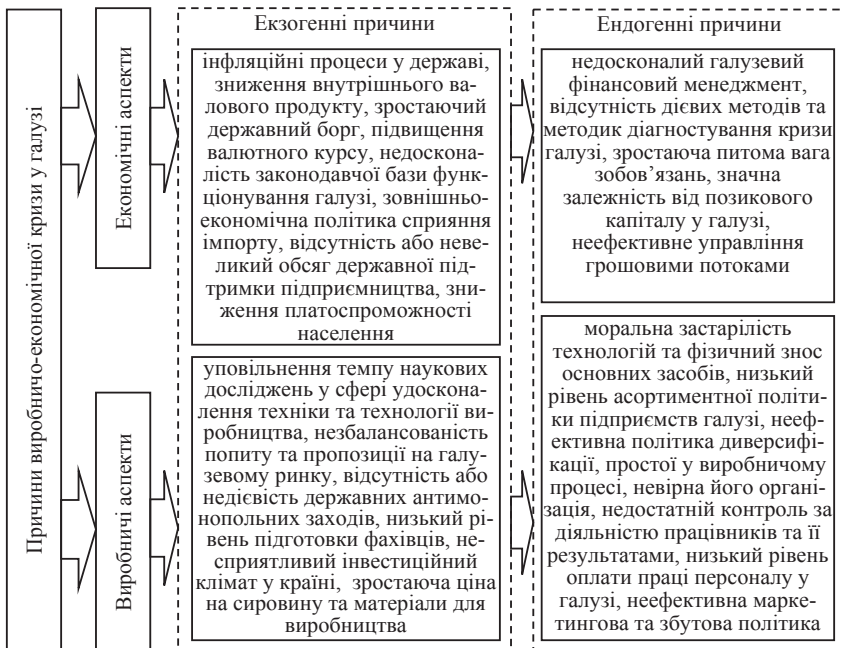 Причини виробничо-економічної кризи у галузі
Економічні аспекти
Екзогенні причини
інфляційні процеси у державі,
зниження внутрішнього ва-
лового продукту, зростаючий
державний борг, підвищення
валютного курсу, недоскона-
лість законодавчої бази функ-
ціонування галузі, зовнішньо-
економічна політика сприяння
імпорту, відсутність або неве-
ликий обсяг державної під-
тримки підприємництва, зни-
ження платоспроможності
населення
Ендогенні причини
недосконалий галузевий
фінансовий менеджмент,
відсутність дієвих методів та
методик діагностування кризи
галузі, зростаюча питома вага
зобов’язань, значна
залежність від позикового
капіталу у галузі,
неефективне управління
грошовими потоками
Виробничі аспекти
уповільнення темпу наукових
досліджень у сфері удоскона-
лення техніки та технології ви-
робництва, незбалансованість
попиту та пропозиції на галу-
зевому ринку, відсутність або
недієвість державних антимо-
нопольних заходів, низький рі-
вень підготовки фахівців, не-
сприятливий інвестиційний
клімат у країні, зростаюча ціна
на сировину та матеріали для
виробництва
моральна застарілість
технологій та фізичний знос
основних засобів, низький
рівень асортиментної політи-
ки підприємств галузі, нееф-
ективна політика диверсифі-
кації, простої у виробничому
процесі, невірна його органі-
зація, недостатній контроль за
діяльністю працівників та її
результатами, низький рівень
оплати праці персоналу у
галузі, неефективна марке-
тингова та збутова політика